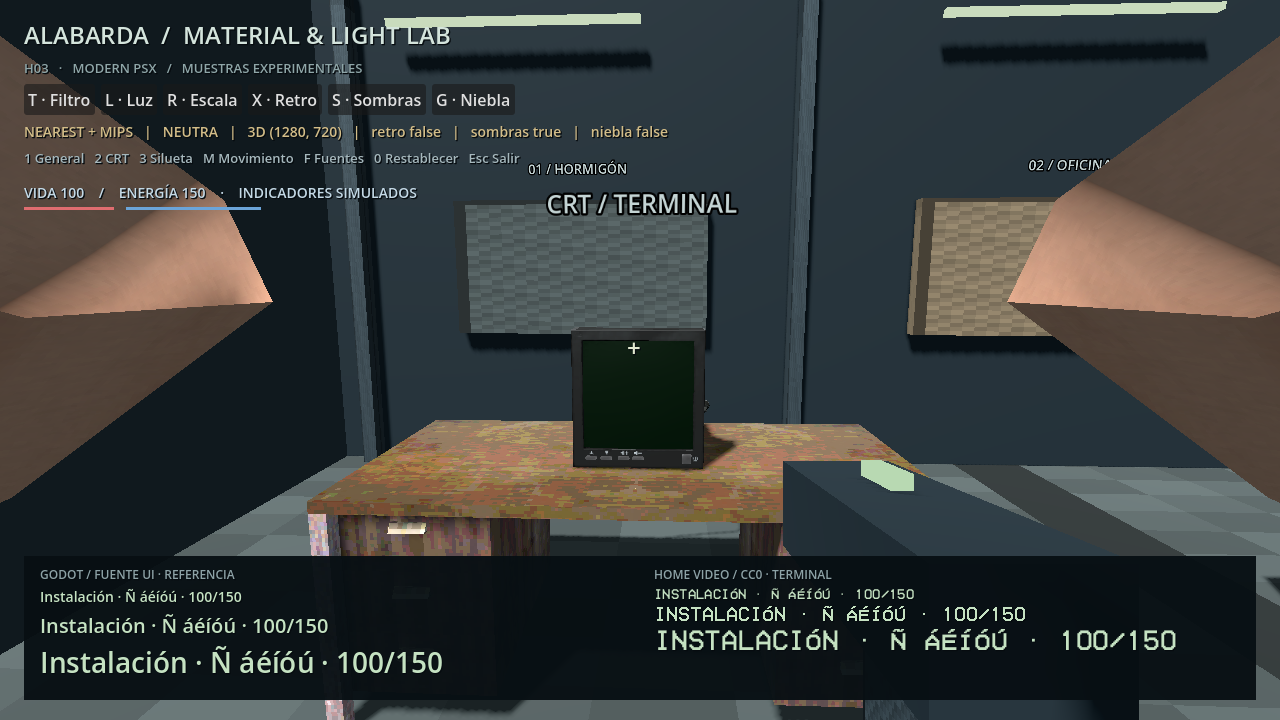 ALABARDA / MATERIAL & LIGHT LAB
H03 · MODERN PSX / MUESTRAS EXPERIMENTALES
T · Filtro L · Luz R · Escala X · Retro S · Sombras G · Niebla
NEAREST + MIPS | NEUTRA | 3D (1280, 720) | retro false | sombras true | niebla false
1 General 2 CRT 3 Silueta M Movimiento F Fuentes 0 Restablecer Esc Salir
01 / HORMIGÓN
02 / OFICINA
VIDA 100 / ENERGÍA 150 · INDICADORES SIMULADOS
CRT / TERMINAL
GODOT / FUENTE UI · REFERENCIA
Instalación · Ñ áéíóú · 100/150
Instalación · Ñ áéíóú · 100/150
Instalación · Ñ áéíóú · 100/150
HOME VIDEO / CC0 · TERMINAL
INSTALACIóN · Ñ ÁÉÍÓÚ · 100/150
INSTALACIóN · Ñ ÁÉÍÓÚ · 100/150
INSTALACIóN · Ñ ÁÉÍÓÚ · 100/150